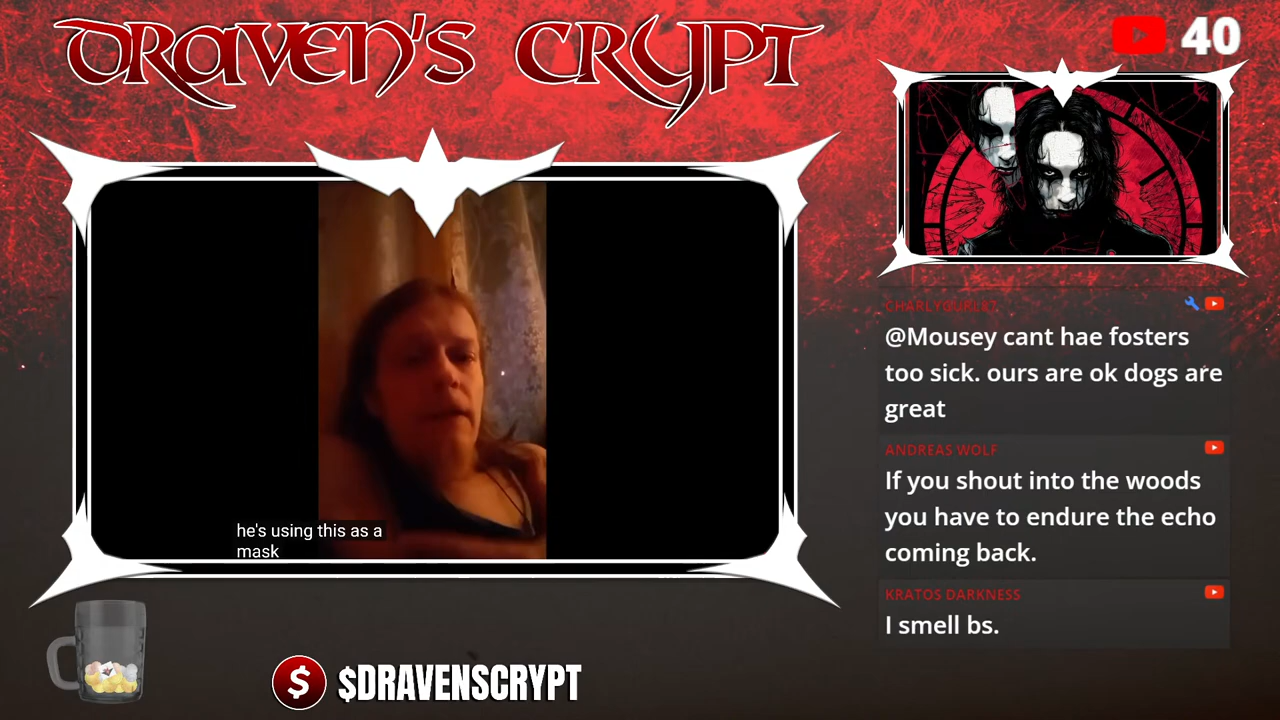 DRAVEN'S CRYPT
40
he's using this as a
mask
CHARLYGURL87
@Mousey cant hae fosters
too sick. ours are ok dogs are
great
ANDREAS WOLF
If you shout into the woods
you have to endure the echo
coming back.
KRATOS DARKNESS
I smell bs.
$ $DRAVENSCRYPT